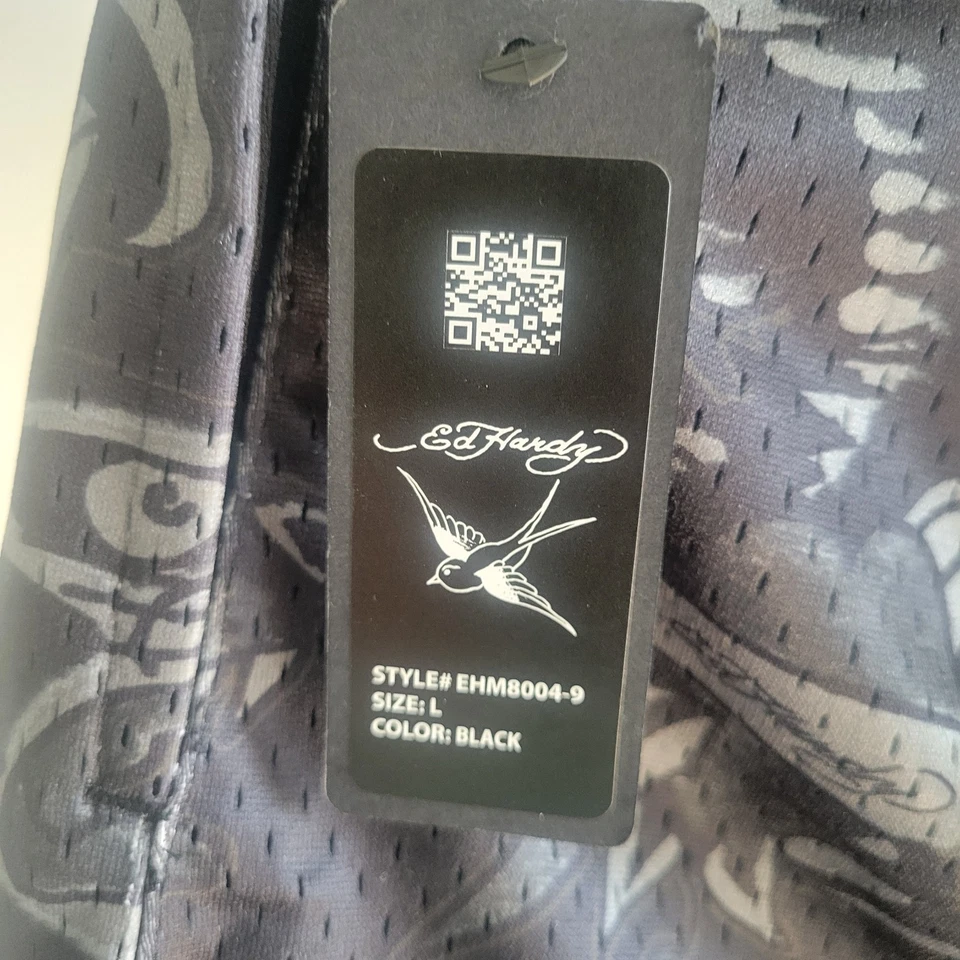 Ed Hardy
STYLE# EHM8004-9
SIZE: L
COLOR: BLACK